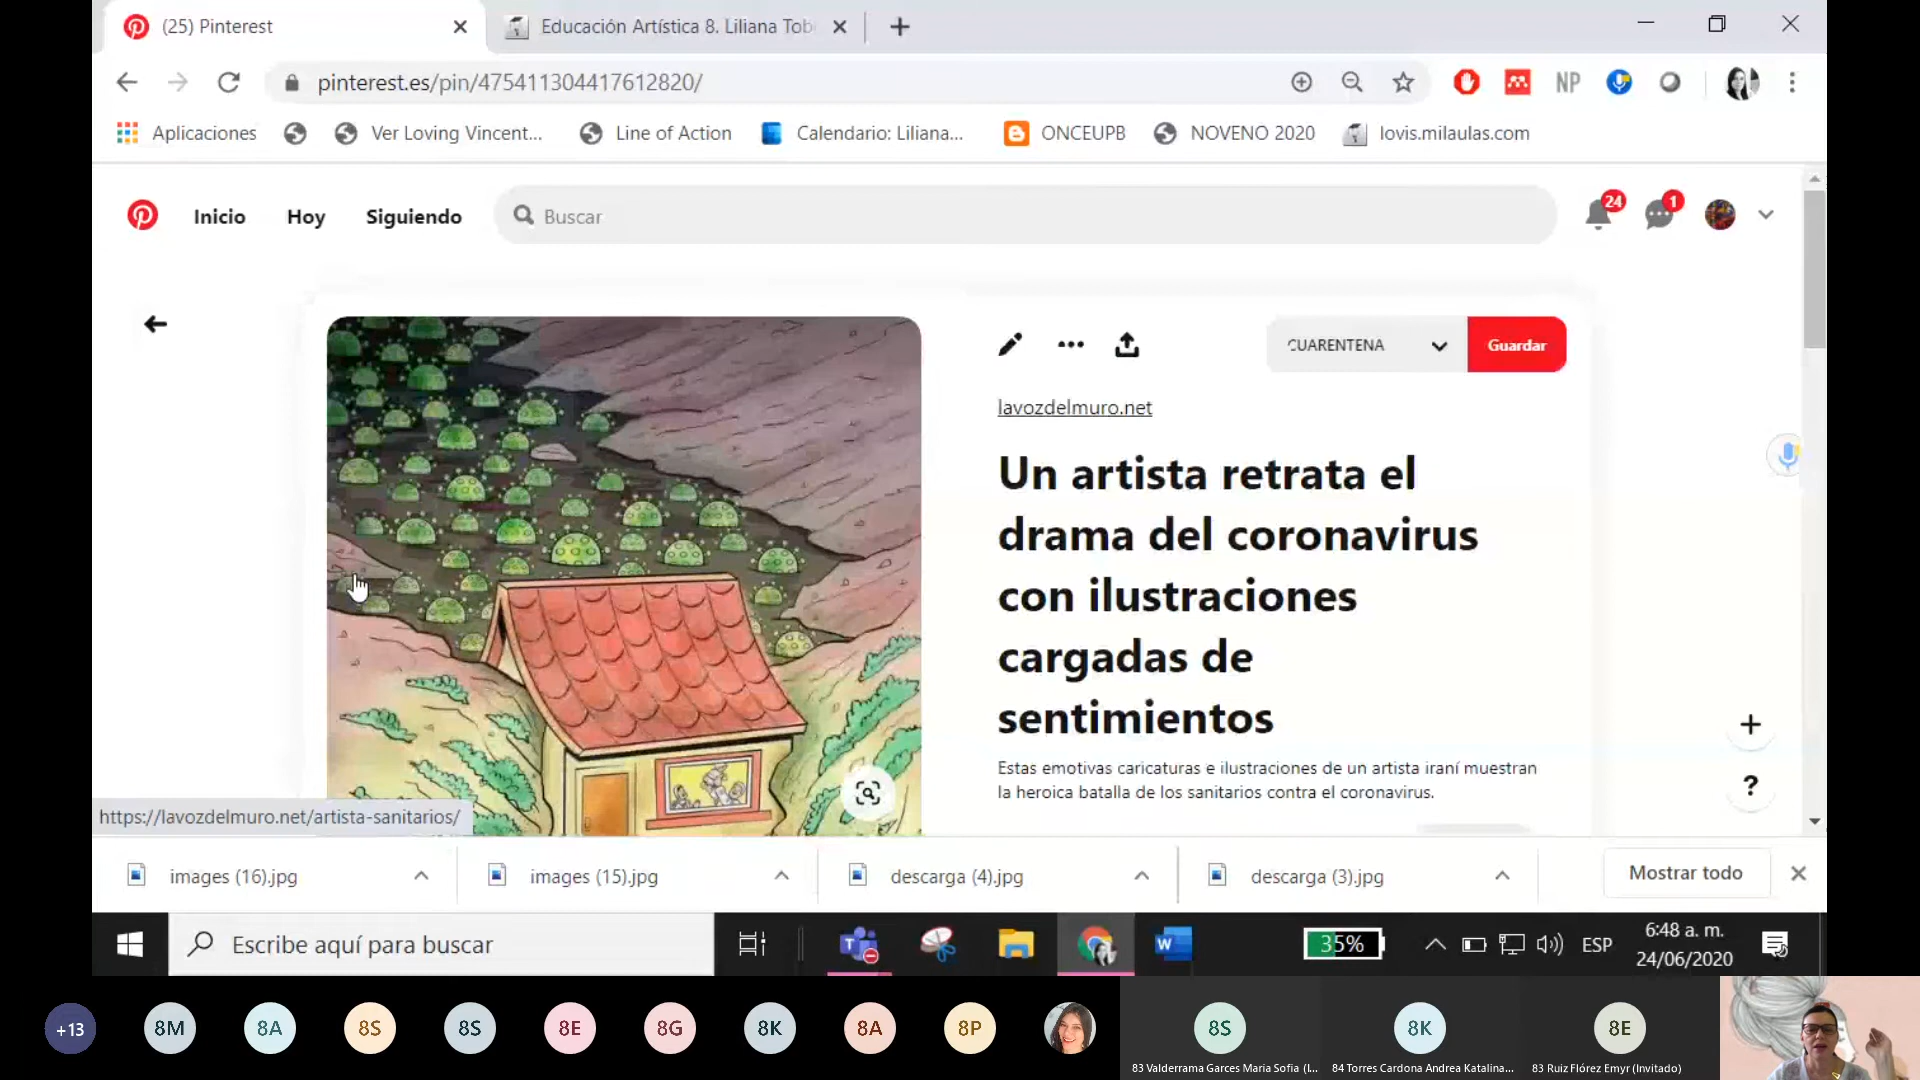 (25) Pinterest
Educación Artística 8. Liliana Tob
pinterest.es/pin/475411304417612820/
NP
Aplicaciones
Ver Loving Vincent...
Line of Action
Calendario: Liliana...
ONCEUPB
NOVENO 2020
lovis.milaulas.com
Inicio
Hoy
Siguiendo
Buscar
24
1
CUARENTENA
Guardar
lavozdelmuro.net
Un artista retrata el
drama del coronavirus
con ilustraciones
cargadas de
sentimientos
Estas emotivas caricaturas e ilustraciones de un artista iraní muestran
la heroica batalla de los sanitarios contra el coronavirus.
+
?
https://lavozdelmuro.net/artista-sanitarios/
images (16).jpg
images (15).jpg
descarga (4).jpg
descarga (3).jpg
Mostrar todo
Escribe aquí para buscar
35%
ESP
6:48 a. m.
24/06/2020
+13
8M
8A
8S
8S
8E
8G
8K
8A
8P
8S
8K
8E
83 Valderrama Garces Maria Sofia (I...
84 Torres Cardona Andrea Katalina...
83 Ruiz Flórez Emyr (Invitado)